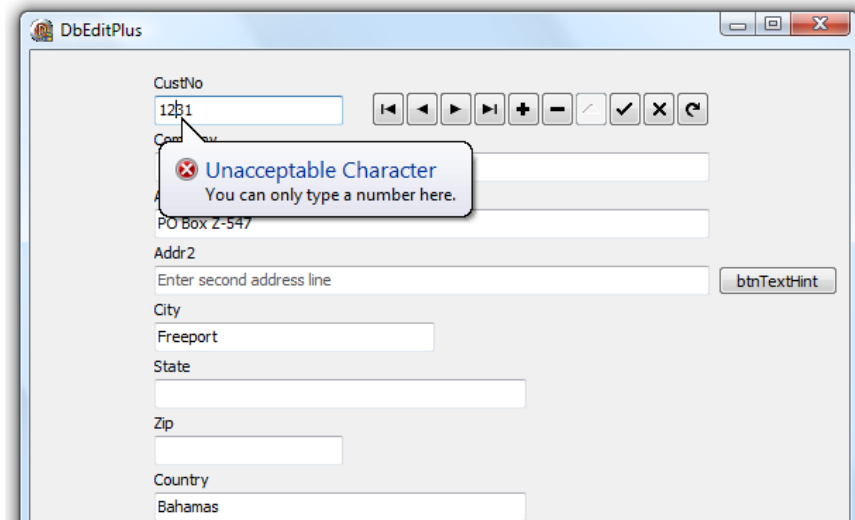 DbEditPlus
CustNo
1231
Unacceptable Character
You can only type a number here.
PO Box Z-547
Addr2
Enter second address line
btnTextHint
City
Freeport
State
Zip
Country
Bahamas